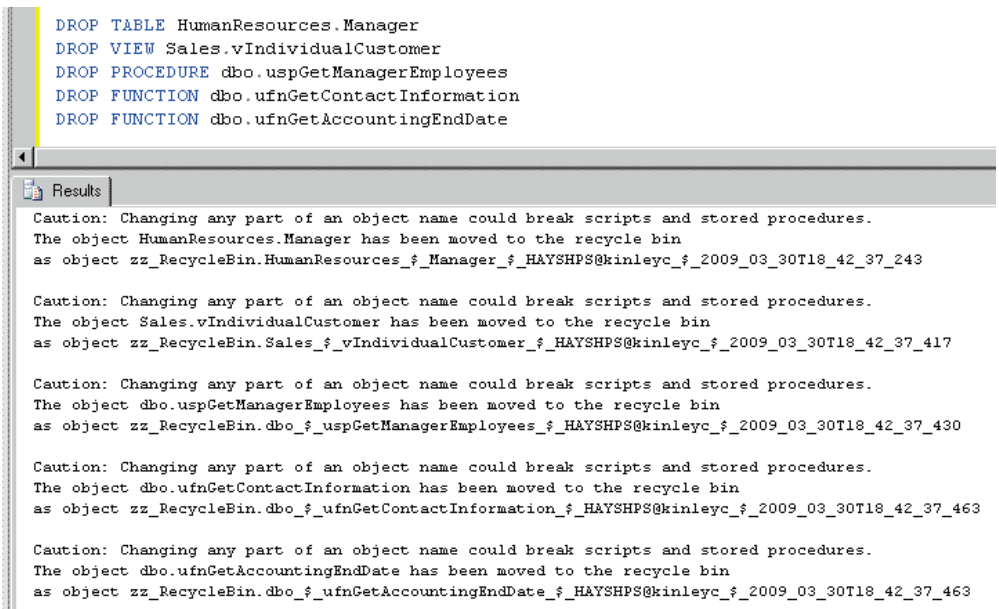 DROP TABLE HumanResources.Manager
DROP VIEW Sales.vIndividualCustomer
DROP PROCEDURE dbo.uspGetManagerEmployees
DROP FUNCTION dbo.ufnGetContactInformation
DROP FUNCTION dbo.ufnGetAccountingEndDate
Results
Caution: Changing any part of an object name could break scripts and stored procedures.
The object HumanResources.Manager has been moved to the recycle bin
as object zz_RecycleBin.HumanResources_$_Manager_$_HAYSHPS@kinleyc_$_2009_03_30T18_42_37_243
Caution: Changing any part of an object name could break scripts and stored procedures.
The object Sales.vIndividualCustomer has been moved to the recycle bin
as object zz_RecycleBin.Sales_$_vIndividualCustomer_$_HAYSHPS@kinleyc_$_2009_03_30T18_42_37_417
Caution: Changing any part of an object name could break scripts and stored procedures.
The object dbo.uspGetManagerEmployees has been moved to the recycle bin
as object zz_RecycleBin.dbo_$_uspGetManagerEmployees_$_HAYSHPS@kinleyc_$_2009_03_30T18_42_37_430
Caution: Changing any part of an object name could break scripts and stored procedures.
The object dbo.ufnGetContactInformation has been moved to the recycle bin
as object zz_RecycleBin.dbo_$_ufnGetContactInformation_$_HAYSHPS@kinleyc_$_2009_03_30T18_42_37_463
Caution: Changing any part of an object name could break scripts and stored procedures.
The object dbo.ufnGetAccountingEndDate has been moved to the recycle bin
as object zz_RecycleBin.dbo_$_ufnGetAccountingEndDate_$_HAYSHPS@kinleyc_$_2009_03_30T18_42_37_463